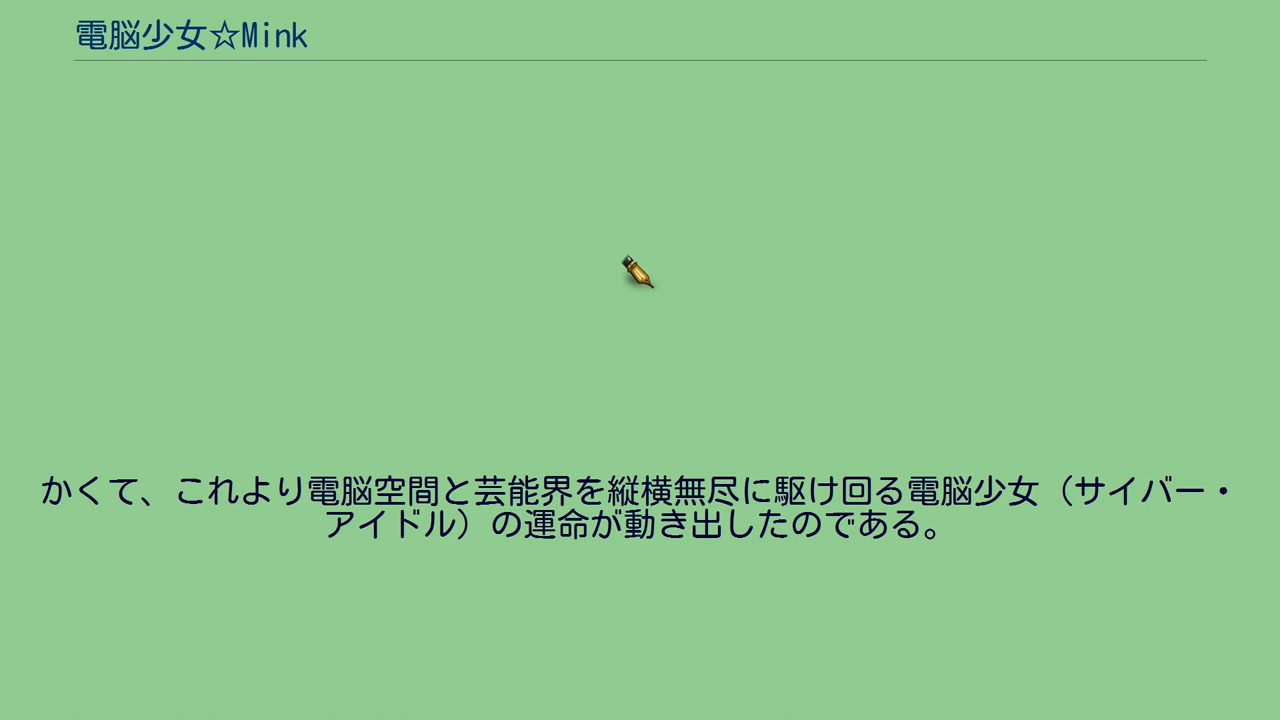 電脳少女☆Mink
かくて、これより電脳空間と芸能界を縦横無尽に駆け回る電脳少女（サイバー・
アイドル）の運命が動き出したのである。